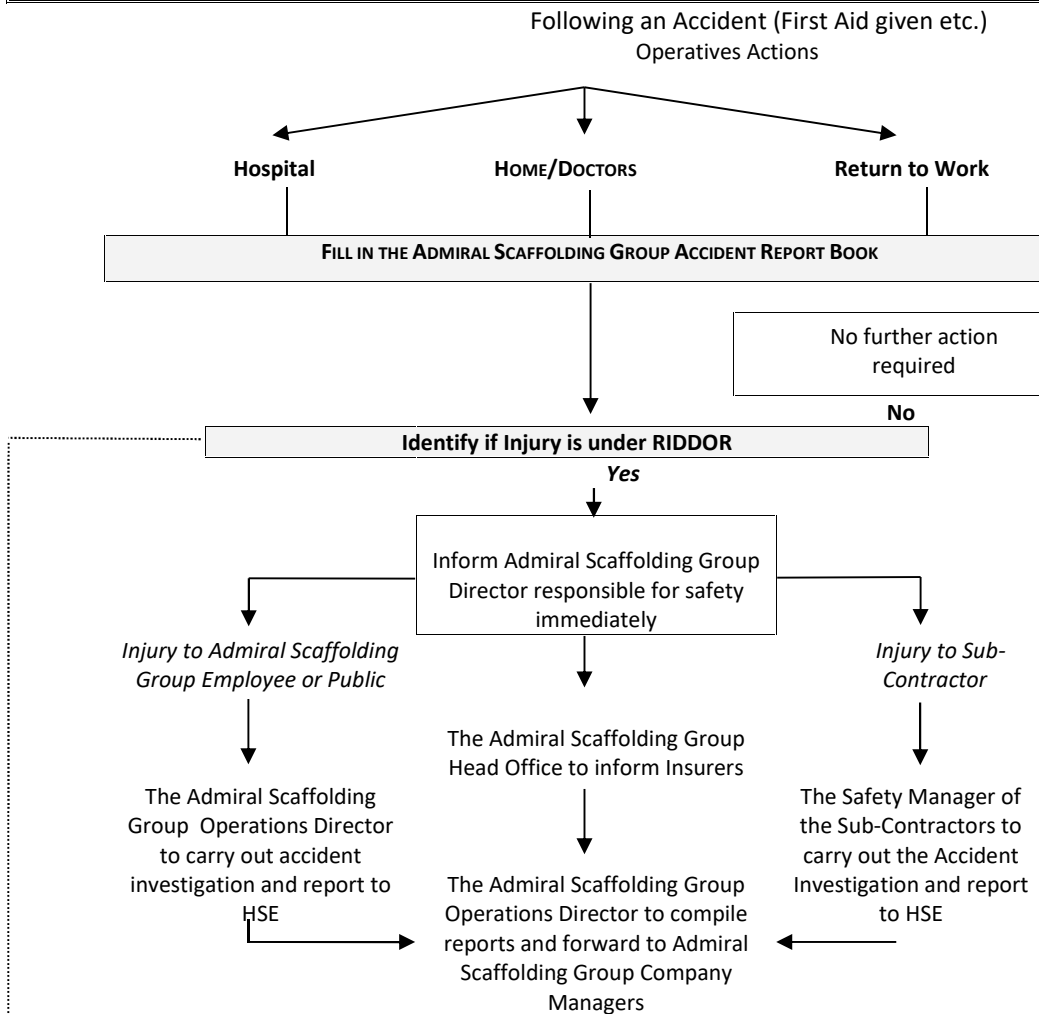 Following an Accident (First Aid given etc.)
Operatives Actions
Hospital
HOME/DOCTORS
Return to Work
FILL IN THE ADMIRAL SCAFFOLDING GROUP ACCIDENT REPORT BOOK
No further action
required
No
Identify if Injury is under RIDDOR
Yes
Inform Admiral Scaffolding Group
Director responsible for safety
immediately
Injury to Admiral Scaffolding
Group Employee or Public
Injury to Sub-
Contractor
The Admiral Scaffolding Group
Head Office to inform Insurers
The Admiral Scaffolding
Group Operations Director
to carry out accident
investigation and report to
HSE
The Safety Manager of
the Sub-Contractors to
carry out the Accident
Investigation and report
to HSE
The Admiral Scaffolding Group
Operations Director to compile
reports and forward to Admiral
Scaffolding Group Company
Managers